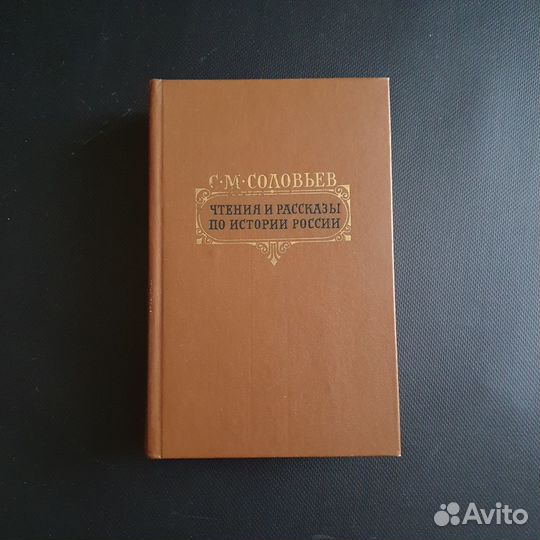 С·М·СОЛОВЬЕВ
ЧТЕНИЯ И РАССКАЗЫ
ПО ИСТОРИИ РОССИИ
Avito